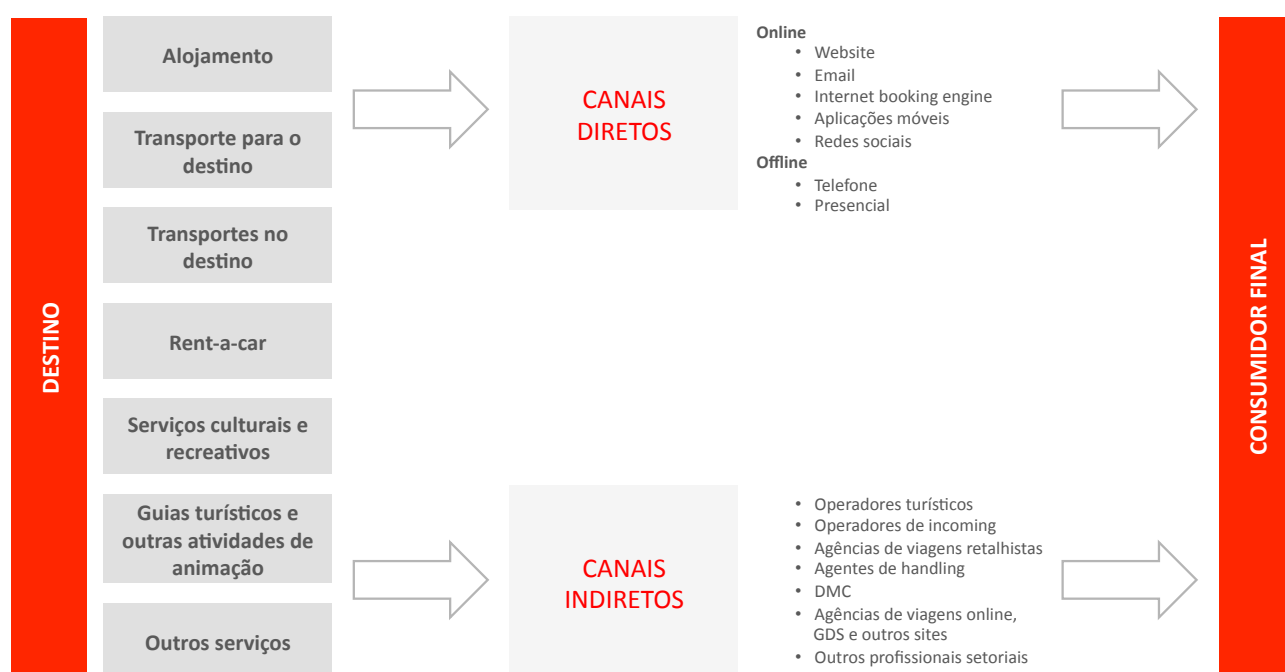 DESTINO
Alojamento
Transporte para o
destino
Transportes no
destino
Rent-a-car
Serviços culturais e
recreativos
Guias turísticos e
outras atividades de
animação
Outros serviços
CANAIS
DIRETOS
Online
• Website
• Email
• Internet booking engine
• Aplicações móveis
• Redes sociais
Offline
• Telefone
• Presencial
CANAIS
INDIRETOS
• Operadores turísticos
• Operadores de incoming
• Agências de viagens retalhistas
• Agentes de handling
• DMC
• Agências de viagens online,
GDS e outros sites
• Outros profissionais setoriais
CONSUMIDOR FINAL